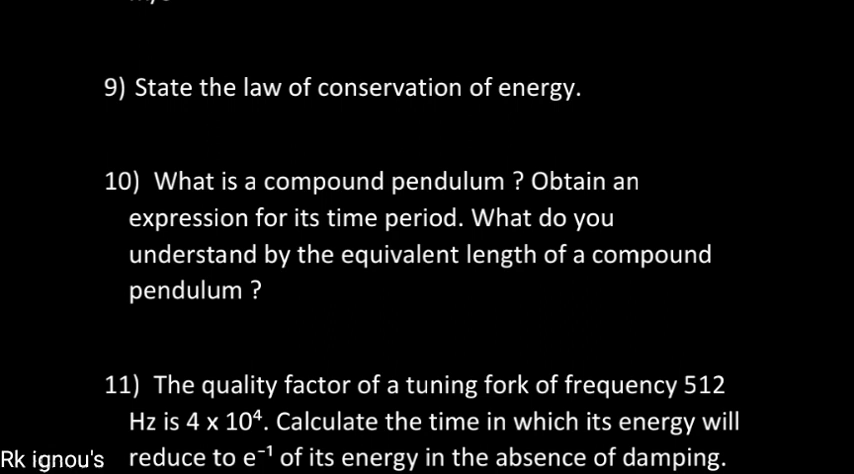 9) State the law of conservation of energy.
10) What is a compound pendulum ? Obtain an
expression for its time period. What do you
understand by the equivalent length of a compound
pendulum ?
11) The quality factor of a tuning fork of frequency 512
Hz is 4 x 10⁴. Calculate the time in which its energy will
reduce to e⁻¹ of its energy in the absence of damping.
Rk ignou's